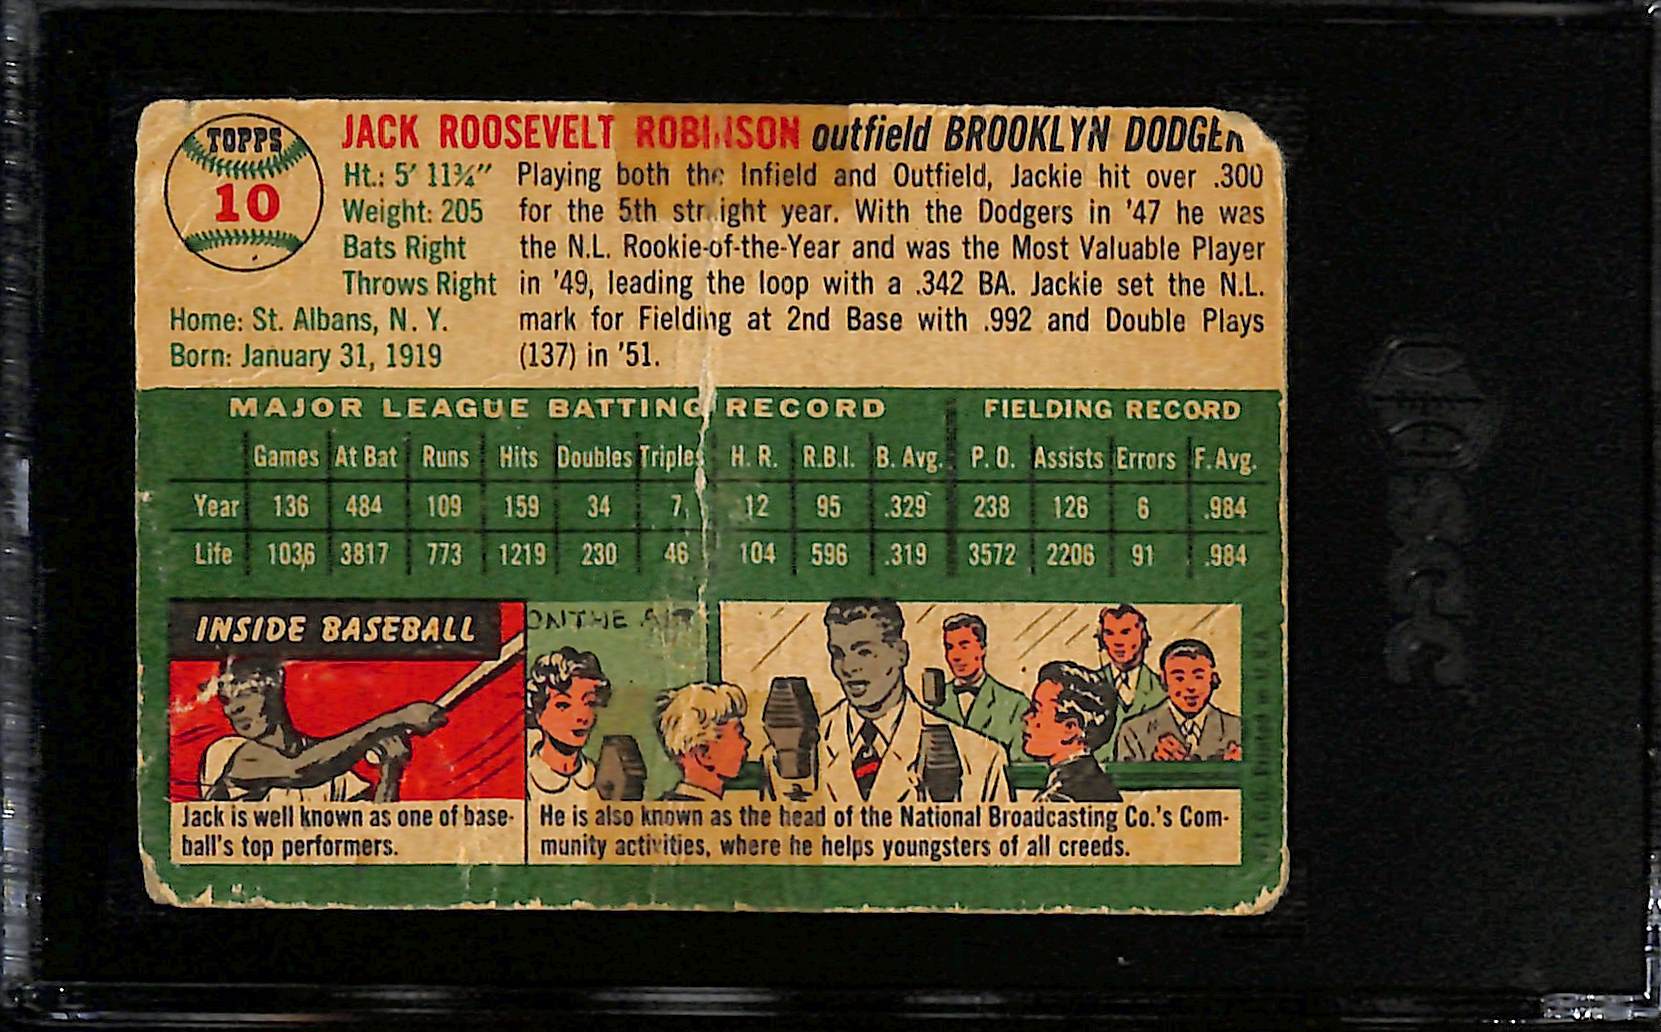 TOPPS
10
JACK ROOSEVELT ROBINSON outfield BROOKLYN DODGER
Ht.: 5' 11¾"
Weight: 205
Bats Right
Throws Right
Home: St. Albans, N. Y.
Born: January 31, 1919
Playing both the Infield and Outfield, Jackie hit over .300
for the 5th straight year. With the Dodgers in '47 he was
the N.L. Rookie-of-the-Year and was the Most Valuable Player
in '49, leading the loop with a .342 BA. Jackie set the N.L.
mark for Fielding at 2nd Base with .992 and Double Plays
(137) in '51.
MAJOR LEAGUE BATTING RECORD FIELDING RECORD
Games At Bat Runs Hits Doubles Triples H. R. R.B.I. B. Avg. P. O. Assists Errors F. Avg.
Year 136 484 109 159 34 7 12 95 .329 238 126 6 .984
Life 1036 3817 773 1219 230 46 104 596 .319 3572 2206 91 .984
INSIDE BASEBALL
ON THE AIR
Jack is well known as one of base-
ball's top performers.
He is also known as the head of the National Broadcasting Co.'s Com-
munity activities, where he helps youngsters of all creeds.
T.C.G. Printed in U.S.A.
SGC